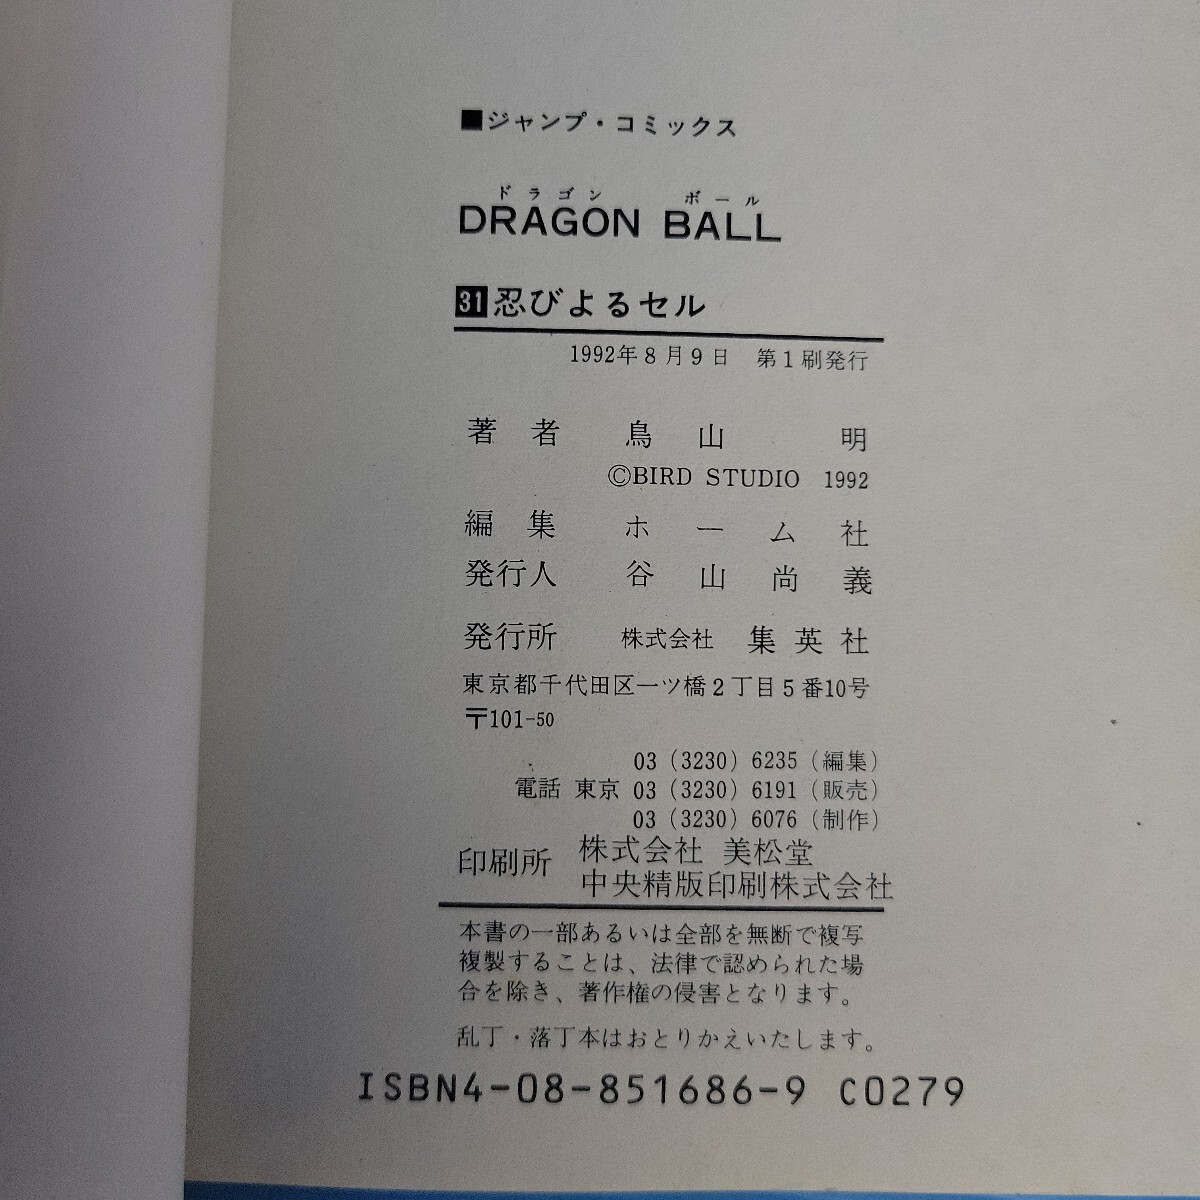 ■ジャンプ・コミックス
ドラゴン ボール
DRAGON BALL
31忍びよるセル
1992年8月9日 第1刷発行
著者 鳥山 明
©BIRD STUDIO 1992
編集 ホーム社
発行人 谷山尚義
発行所 株式会社 集英社
東京都千代田区一ツ橋2丁目5番10号
〒101-50
03 (3230) 6235 (編集)
電話 東京 03 (3230) 6191 (販売)
03 (3230) 6076 (制作)
印刷所 株式会社 美松堂
中央精版印刷株式会社
本書の一部あるいは全部を無断で複写
複製することは、法律で認められた場
合を除き、著作権の侵害となります。
乱丁・落丁本はおとりかえいたします。
ISBN4-08-851686-9 C0279